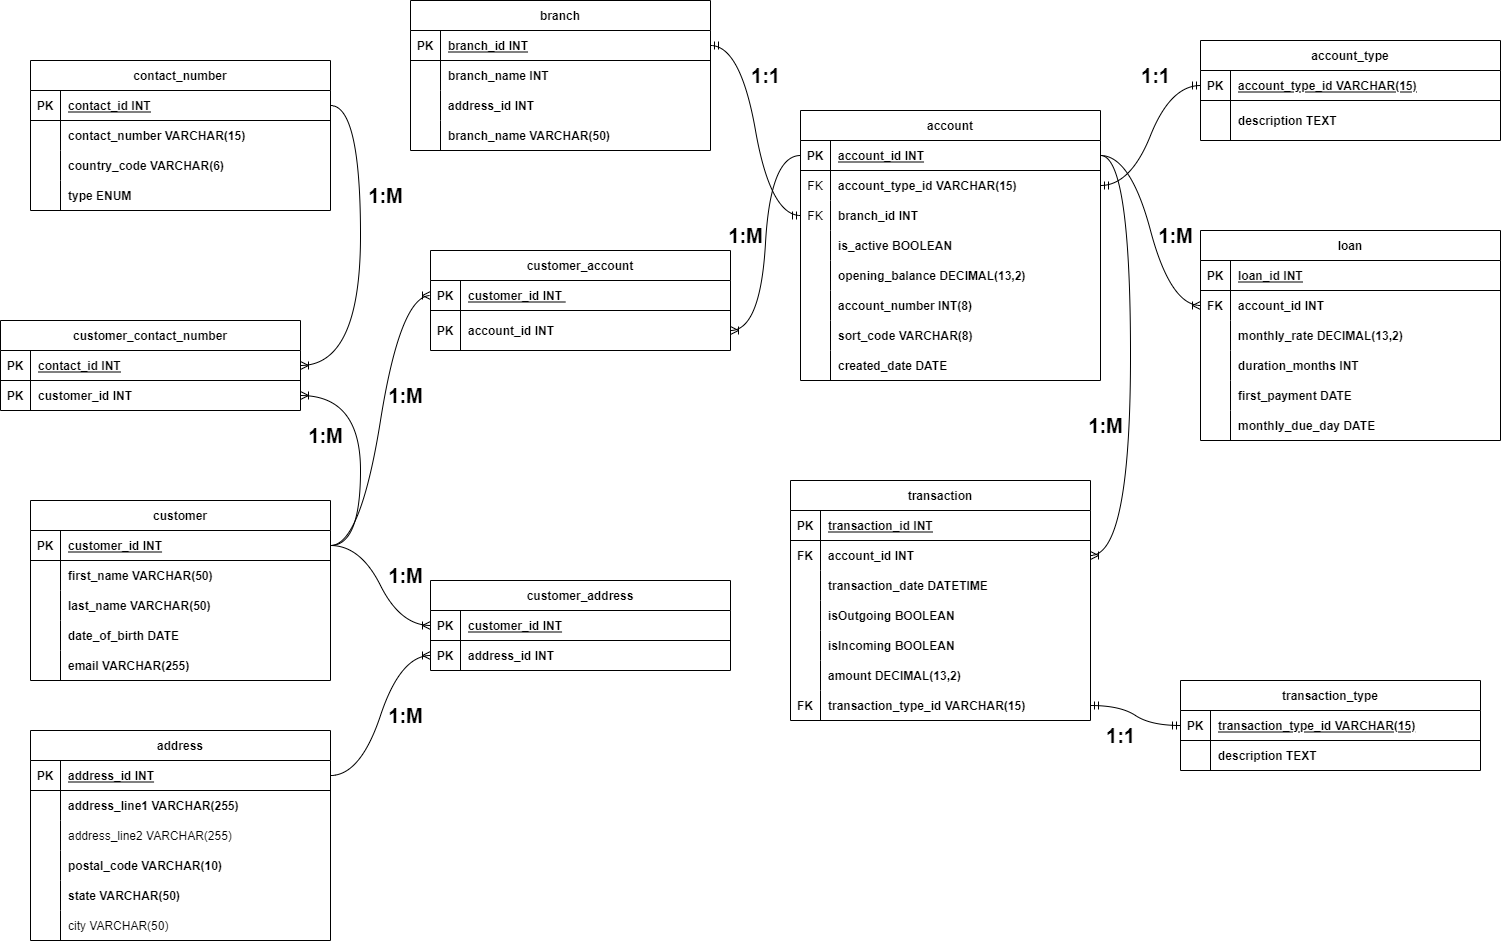 branch
PK branch_id INT
branch_name INT
address_id INT
branch_name VARCHAR(50)
contact_number
PK contact_id INT
contact_number VARCHAR(15)
country_code VARCHAR(6)
type ENUM
1:M
1:1
1:1
account_type
PK account_type_id VARCHAR(15)
description TEXT
account
PK account_id INT
FK account_type_id VARCHAR(15)
FK branch_id INT
is_active BOOLEAN
opening_balance DECIMAL(13,2)
account_number INT(8)
sort_code VARCHAR(8)
created_date DATE
1:M
1:M
loan
PK loan_id INT
FK account_id INT
monthly_rate DECIMAL(13,2)
duration_months INT
first_payment DATE
monthly_due_day DATE
customer_account
PK customer_id INT
PK account_id INT
customer_contact_number
PK contact_id INT
PK customer_id INT
1:M
1:M
1:M
customer
PK customer_id INT
first_name VARCHAR(50)
last_name VARCHAR(50)
date_of_birth DATE
email VARCHAR(255)
1:M
customer_address
PK customer_id INT
PK address_id INT
1:M
transaction
PK transaction_id INT
FK account_id INT
transaction_date DATETIME
isOutgoing BOOLEAN
isIncoming BOOLEAN
amount DECIMAL(13,2)
FK transaction_type_id VARCHAR(15)
1:1
transaction_type
PK transaction_type_id VARCHAR(15)
description TEXT
address
PK address_id INT
address_line1 VARCHAR(255)
address_line2 VARCHAR(255)
postal_code VARCHAR(10)
state VARCHAR(50)
city VARCHAR(50)